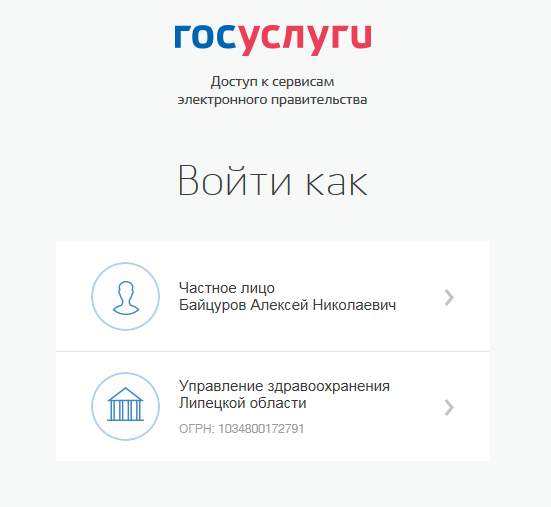 госуслуги
Доступ к сервисам
электронного правительства
Войти как
Частное лицо
Байцуров Алексей Николаевич
Управление здравоохранения
Липецкой области
ОГРН: 1034800172791